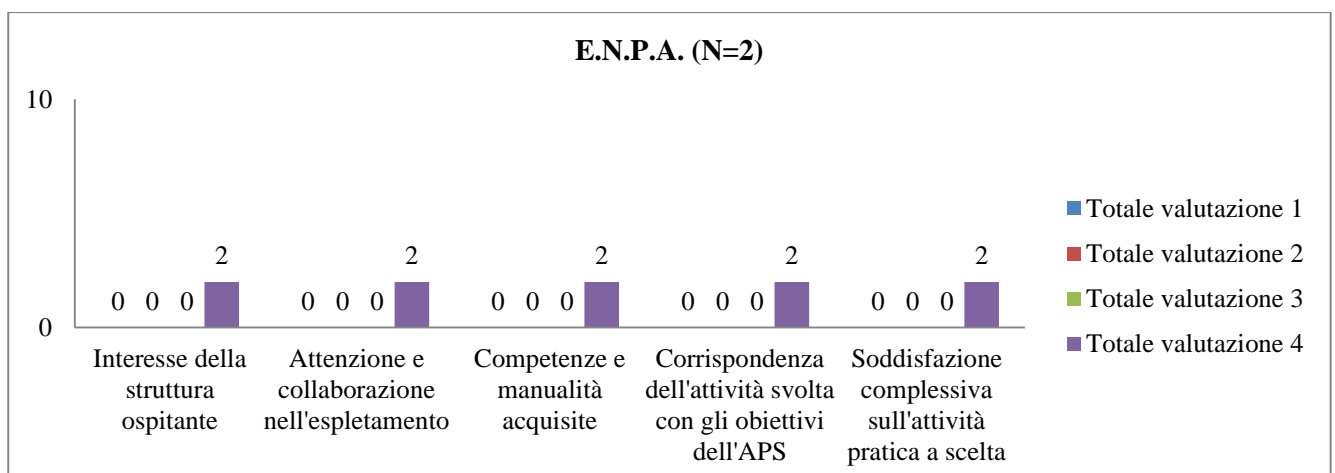 E.N.P.A. (N=2)
10
2 2 2 2 2
0 0 0 0 0 0 0 0 0 0 0 0 0 0 0
0
Interesse della
struttura
ospitante
Attenzione e
collaborazione
nell'espletamento
Competenze e
manualità
acquisite
Corrispondenza
dell'attività svolta
con gli obiettivi
dell'APS
Soddisfazione
complessiva
sull'attività
pratica a scelta
Totale valutazione 1
Totale valutazione 2
Totale valutazione 3
Totale valutazione 4